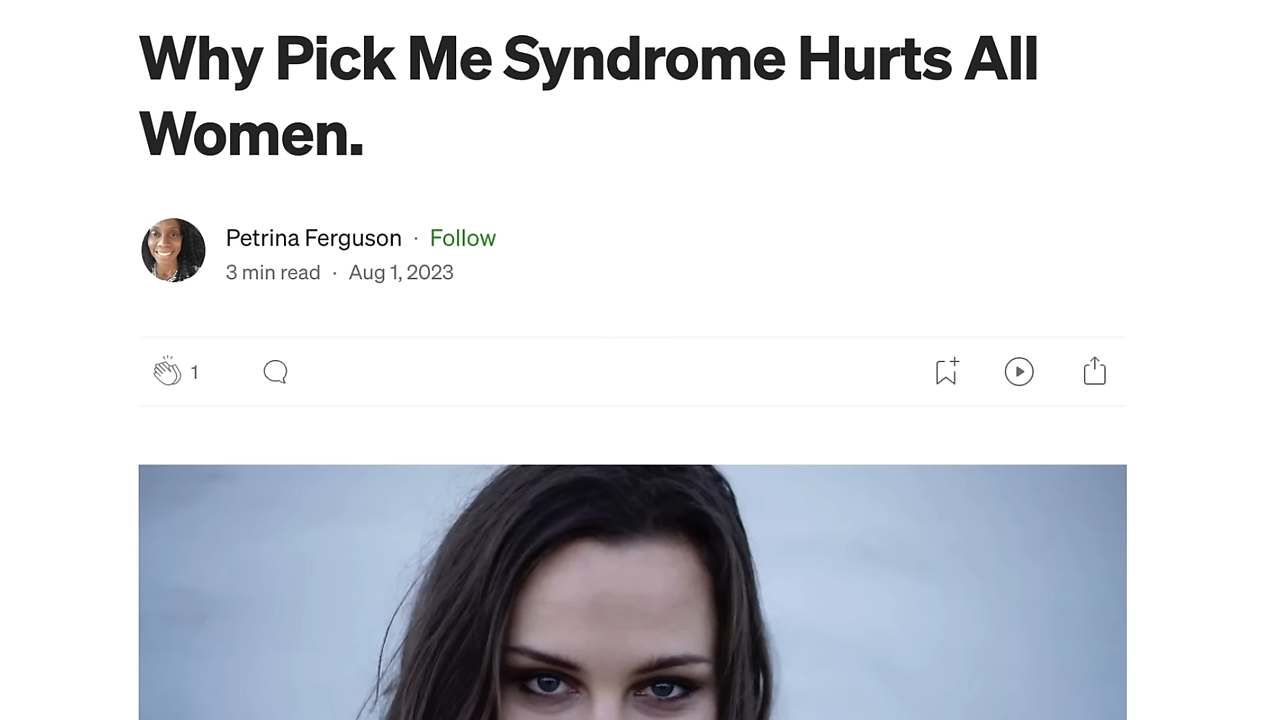 Why Pick Me Syndrome Hurts All
Women.
Petrina Ferguson · Follow
3 min read · Aug 1, 2023
1